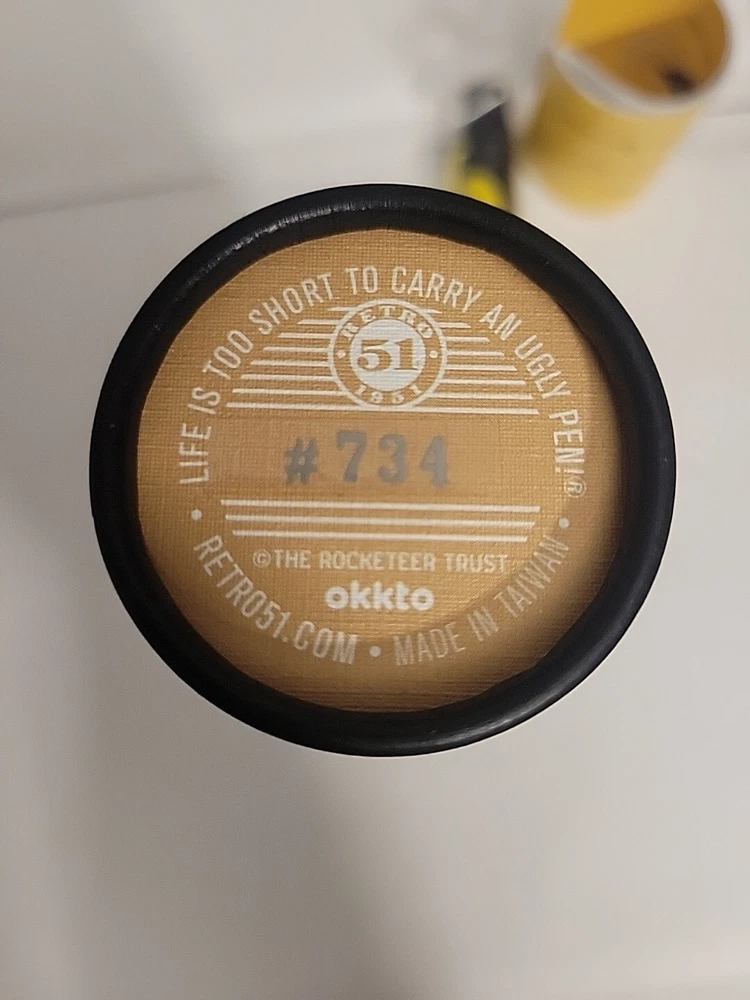 LIFE IS TOO SHORT TO CARRY AN UGLY PEN!®
RETRO
51
1951
#734
©THE ROCKETEER TRUST
okkto
RETRO51.COM • MADE IN TAIWAN